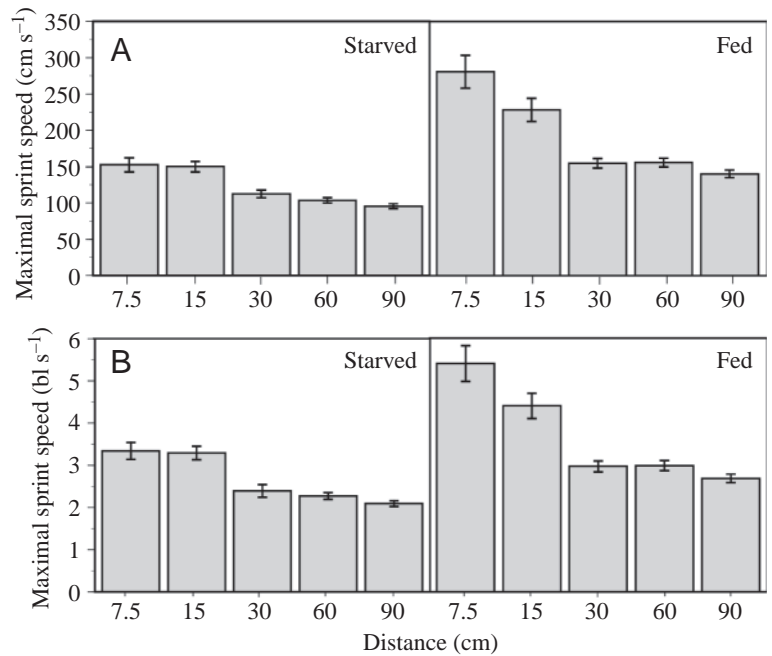 Maximal sprint speed (cm s⁻¹)
350
300
250
200
150
100
50
0
A
Starved
Fed
7.5 15 30 60 90 7.5 15 30 60 90
Maximal sprint speed (bl s⁻¹)
6
5
4
3
2
1
0
B
Starved
Fed
7.5 15 30 60 90 7.5 15 30 60 90
Distance (cm)